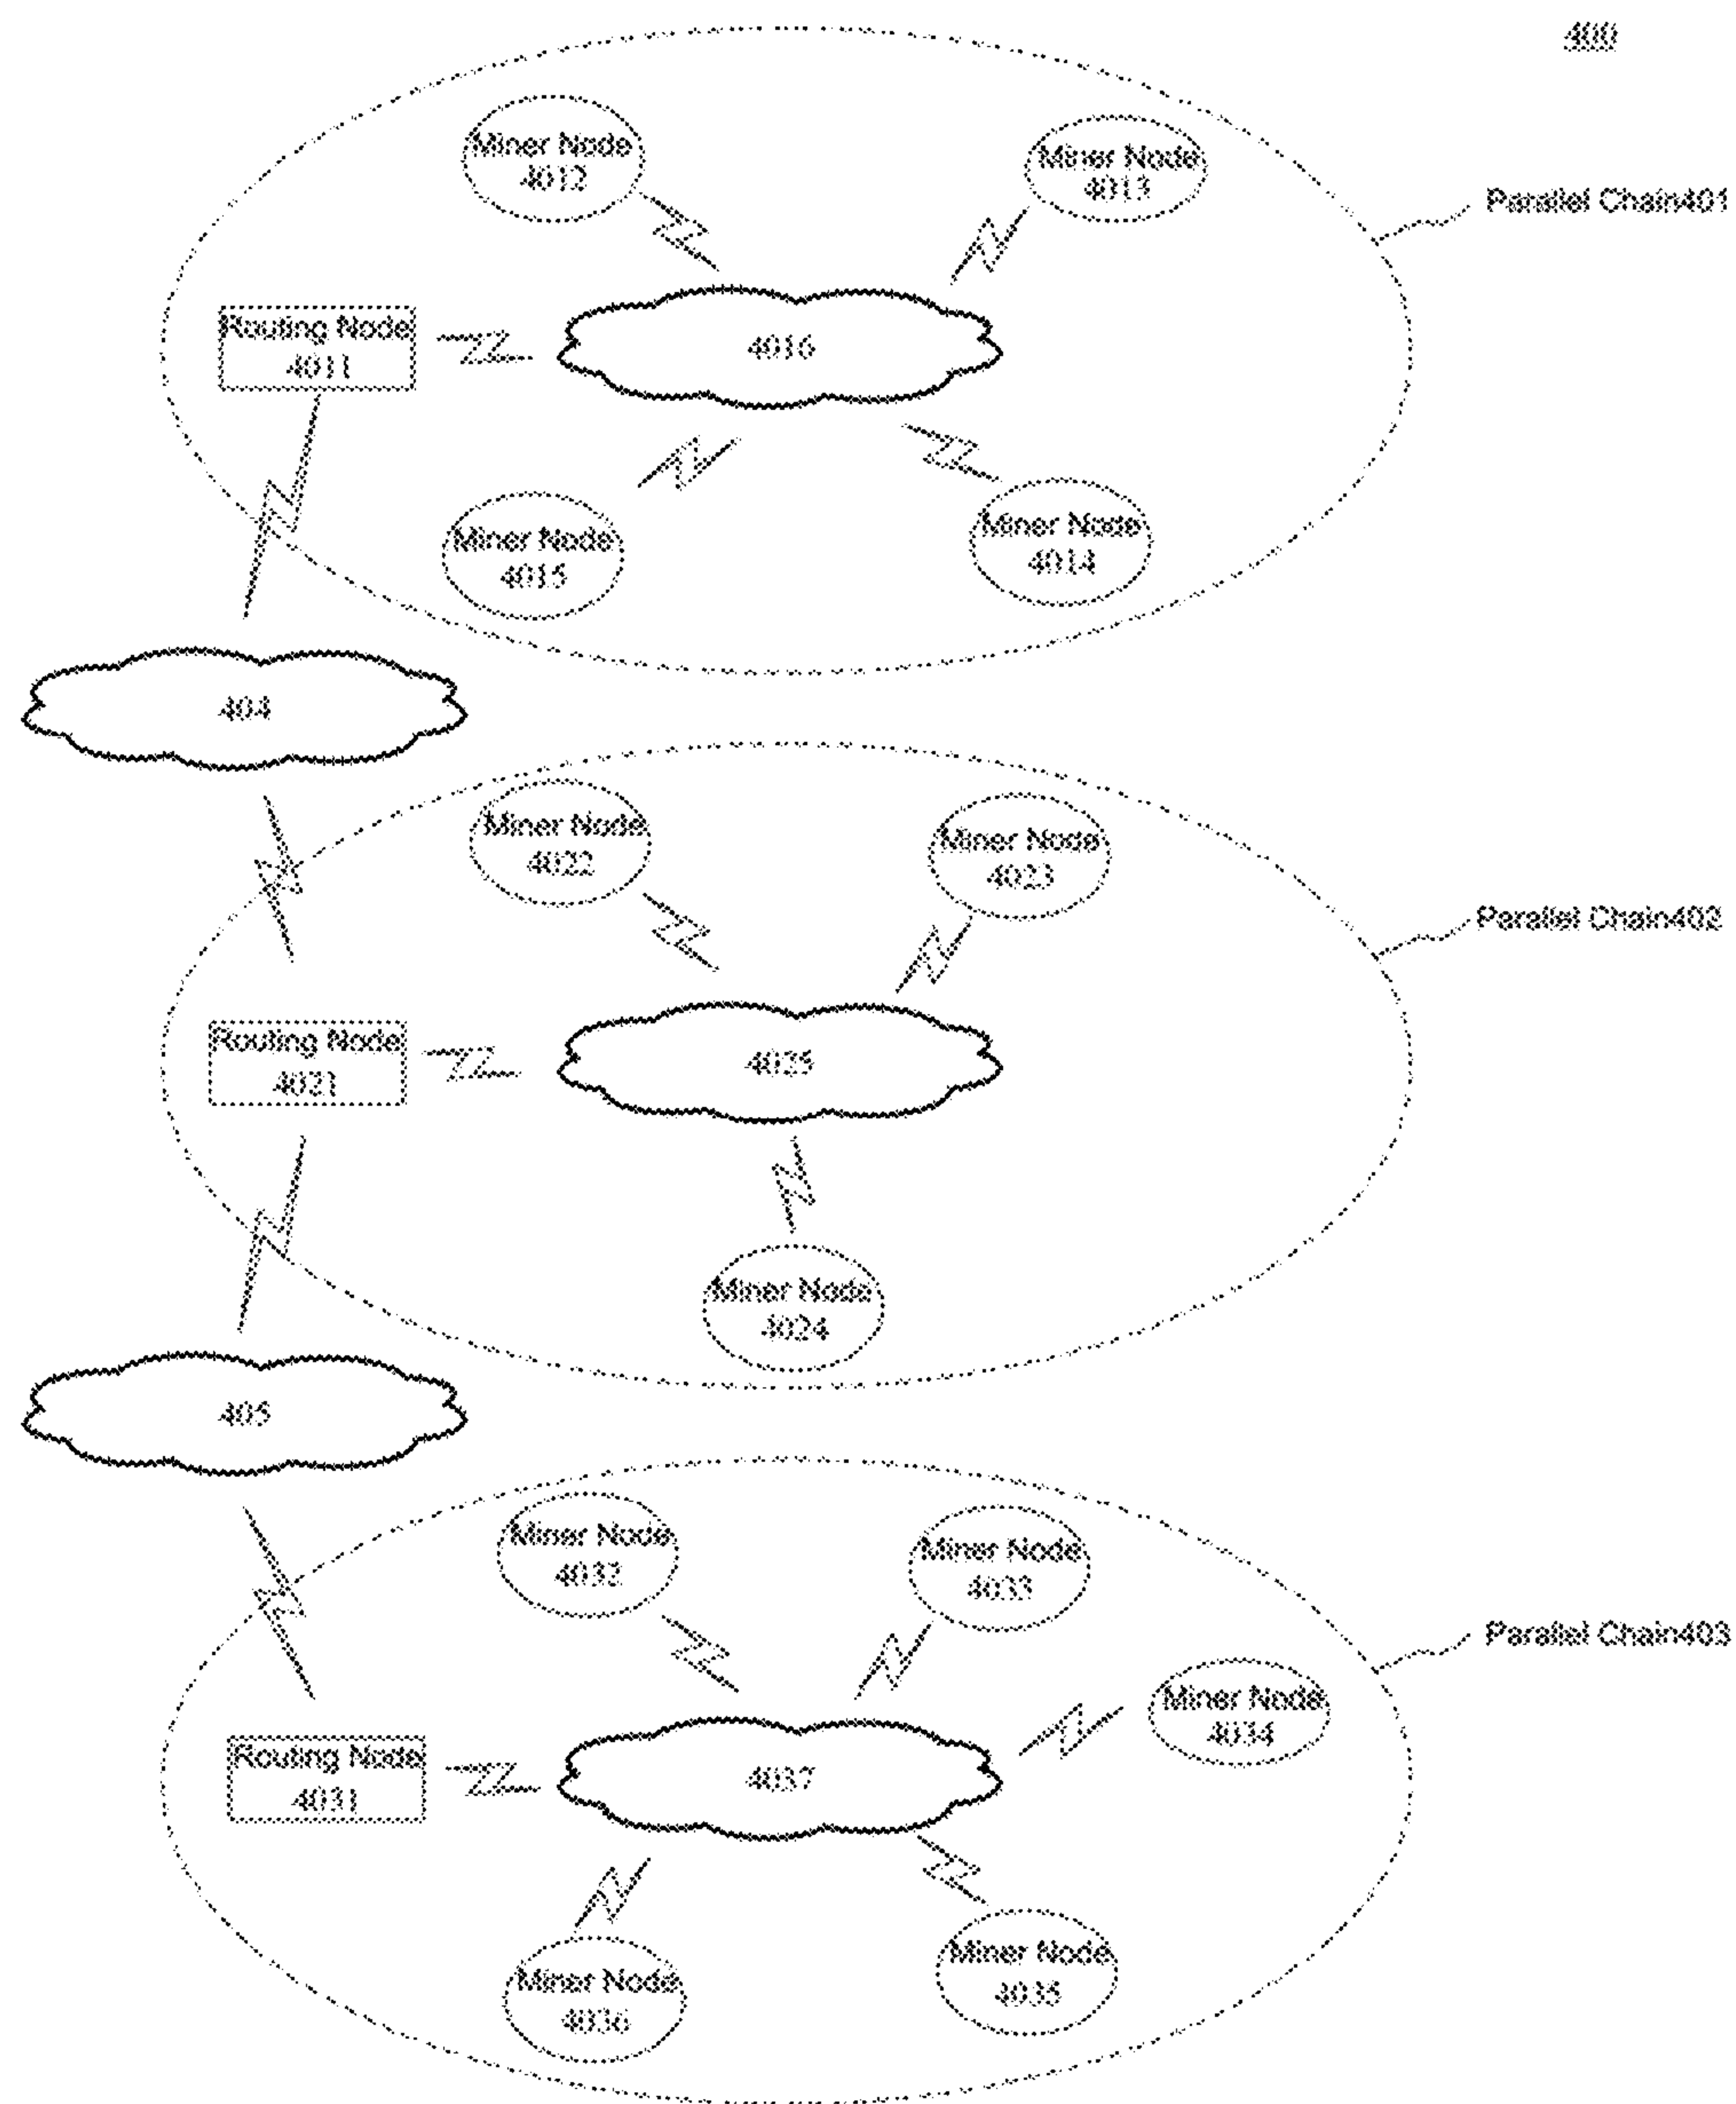 400
Miner Node
4012
Miner Node
4013
Parallel Chain401
Routing Node
4011
4016
Miner Node
4015
Miner Node
4014
404
Miner Node
4022
Miner Node
4023
Parallel Chain402
Routing Node
4021
4025
Miner Node
4024
405
Miner Node
4032
Miner Node
4033
Parallel Chain403
Miner Node
4034
Routing Node
4031
4037
Miner Node
4035
Miner Node
4036